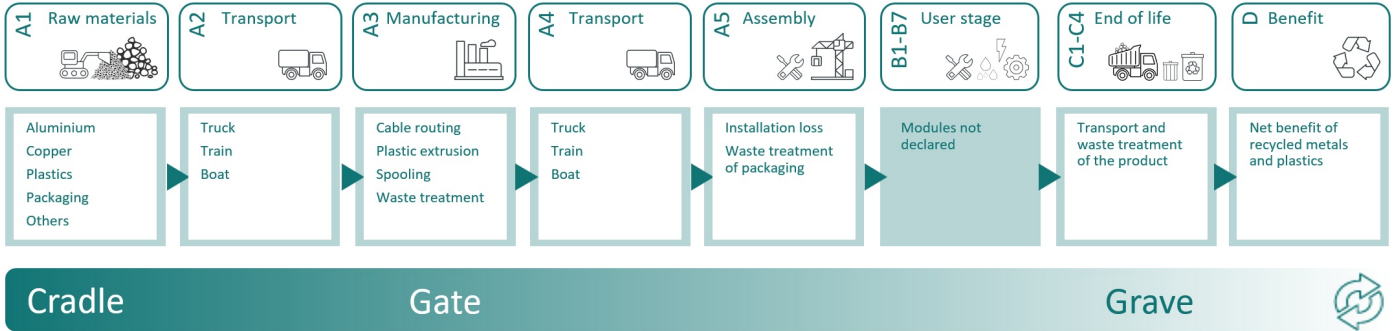 A1 Raw materials
A2 Transport
A3 Manufacturing
A4 Transport
A5 Assembly
B1-B7 User stage
C1-C4 End of life
D Benefit
Aluminium
Copper
Plastics
Packaging
Others
Truck
Train
Boat
Cable routing
Plastic extrusion
Spooling
Waste treatment
Truck
Train
Boat
Installation loss
Waste treatment
of packaging
Modules not
declared
Transport and
waste treatment
of the product
Net benefit of
recycled metals
and plastics
Cradle
Gate
Grave